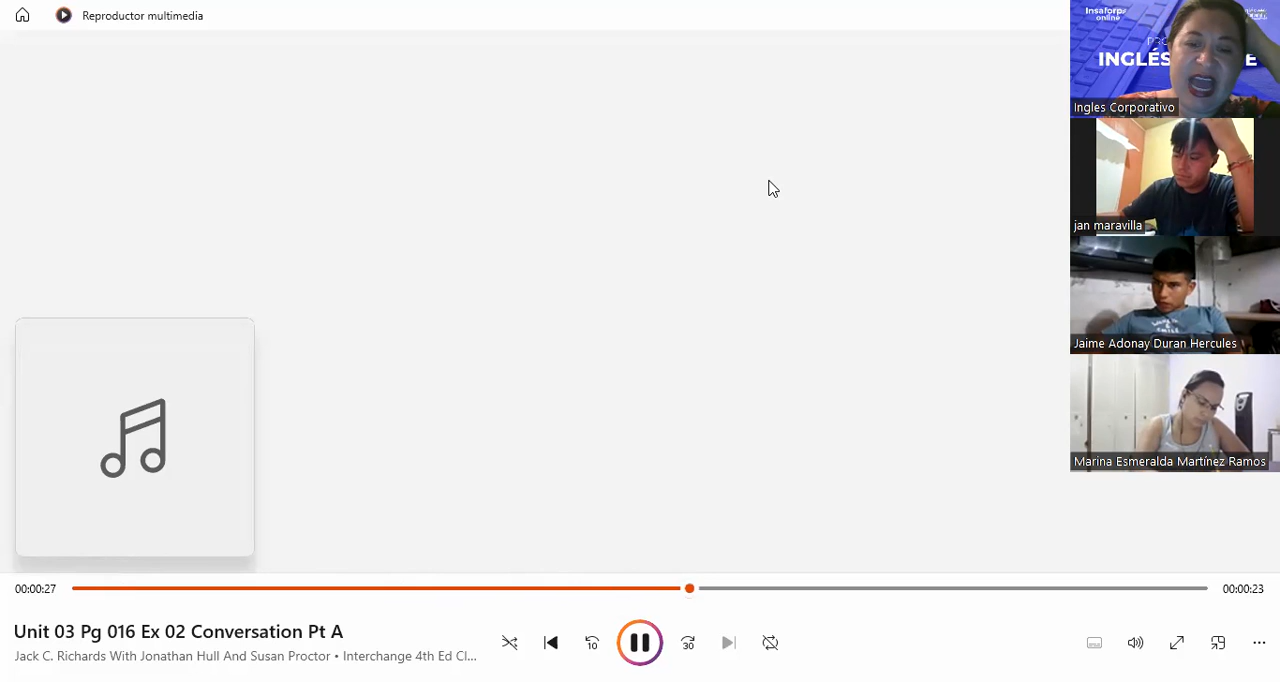 Reproductor multimedia
Insaforp
online
INGLÉS
E
Ingles Corporativo
jan maravilla
Jaime Adonay Duran Hercules
Marina Esmeralda Martínez Ramos
00:00:27
00:00:23
Unit 03 Pg 016 Ex 02 Conversation Pt A
Jack C. Richards With Jonathan Hull And Susan Proctor • Interchange 4th Ed Cl...
10
30